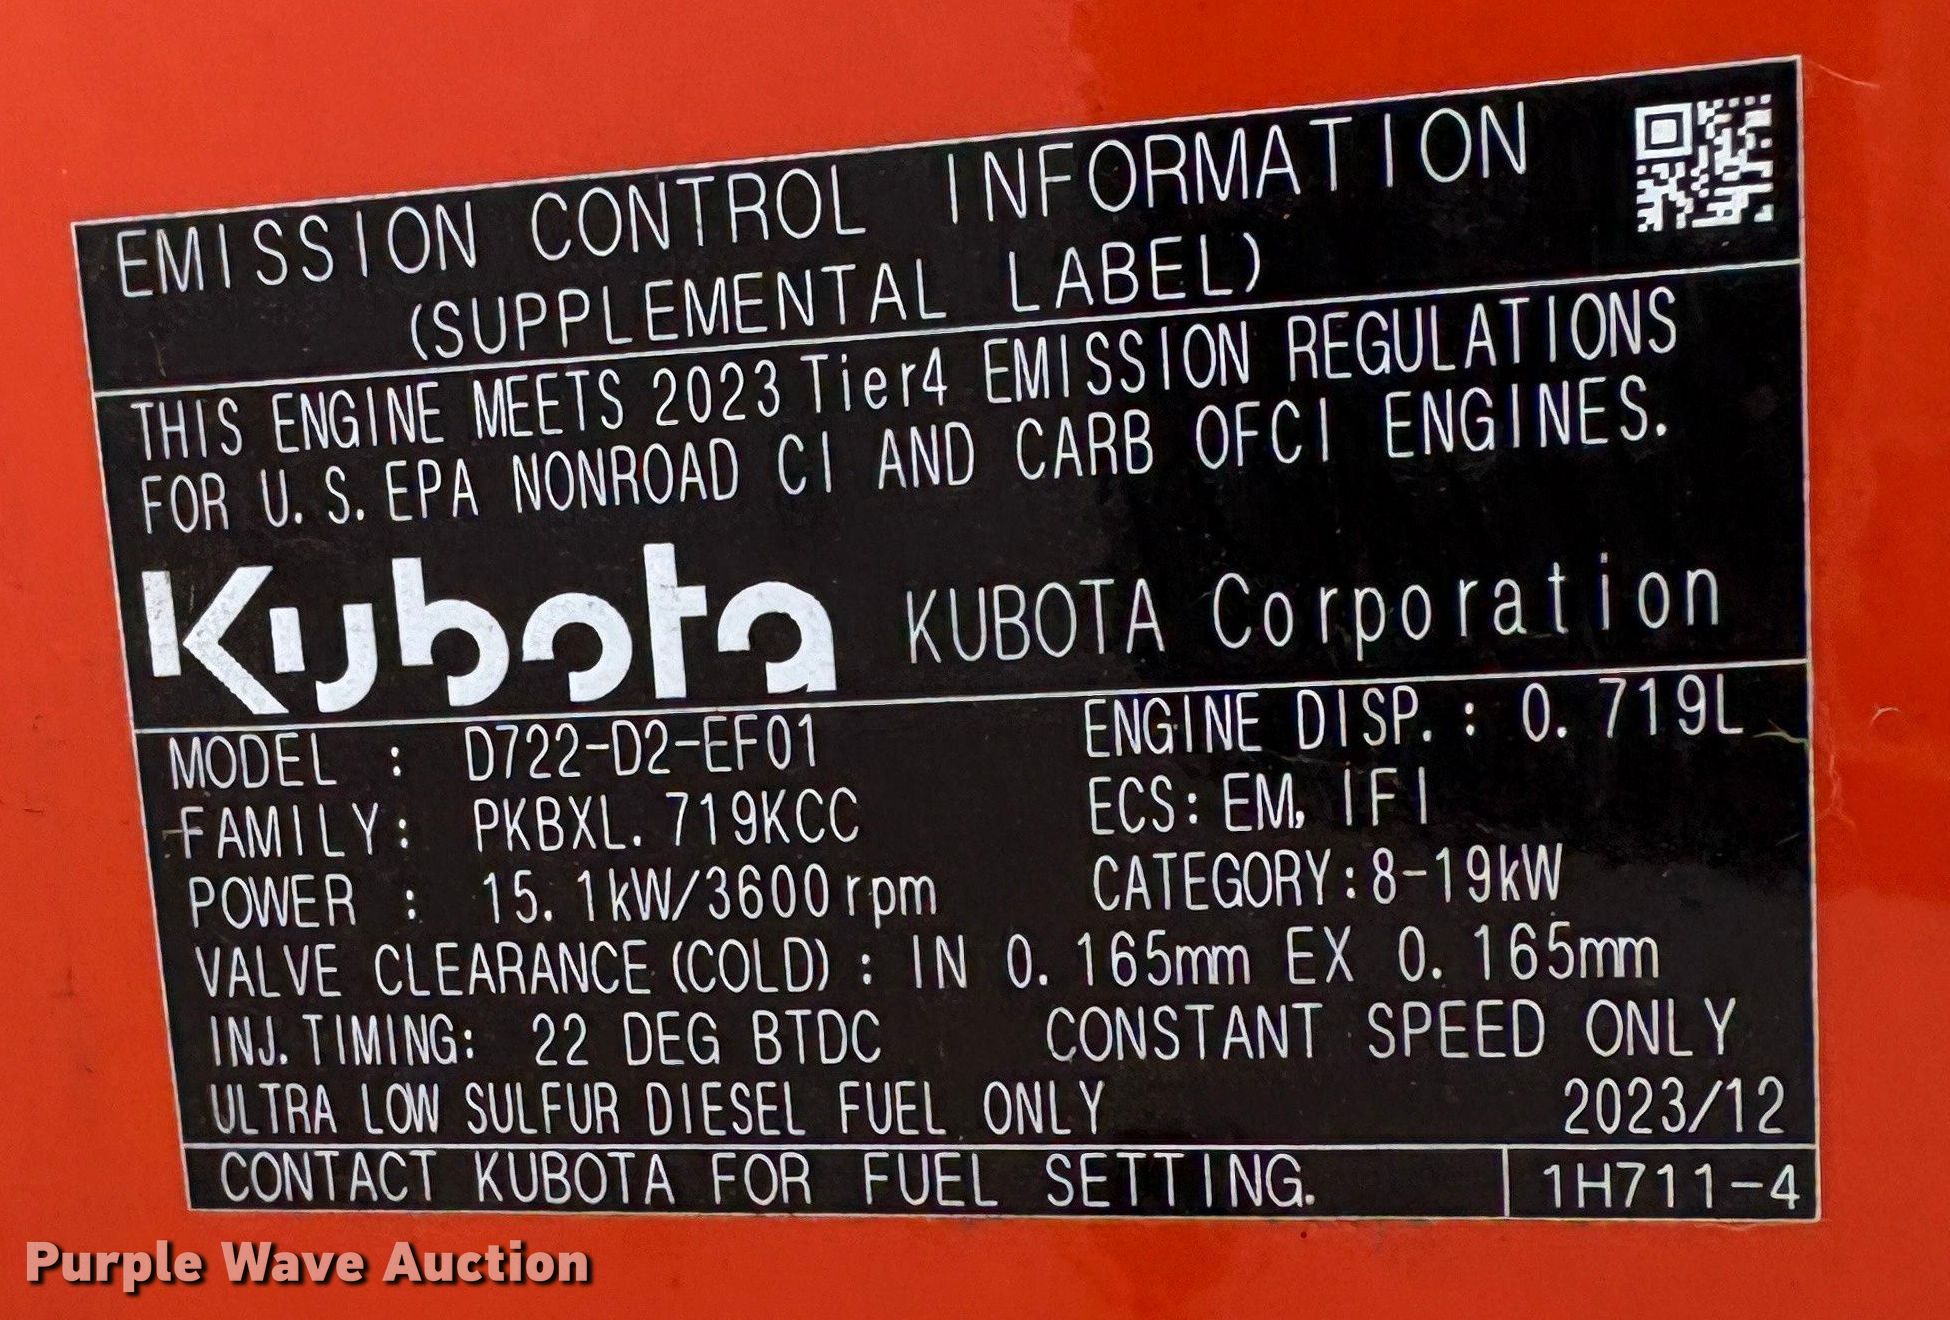 EMISSION CONTROL INFORMATION
(SUPPLEMENTAL LABEL)
THIS ENGINE MEETS 2023 Tier4 EMISSION REGULATIONS
FOR U.S.EPA NONROAD CI AND CARB OFCI ENGINES.
Kubota KUBOTA Corporation
MODEL : D722-D2-EF01 ENGINE DISP.: 0.719L
FAMILY: PKBXL.719KCC ECS: EM, IFI
POWER : 15.1kW/3600rpm CATEGORY:8-19kW
VALVE CLEARANCE(COLD): IN 0.165mm EX 0.165mm
INJ.TIMING: 22 DEG BTDC CONSTANT SPEED ONLY
ULTRA LOW SULFUR DIESEL FUEL ONLY 2023/12
CONTACT KUBOTA FOR FUEL SETTING. 1H711-4
Purple Wave Auction